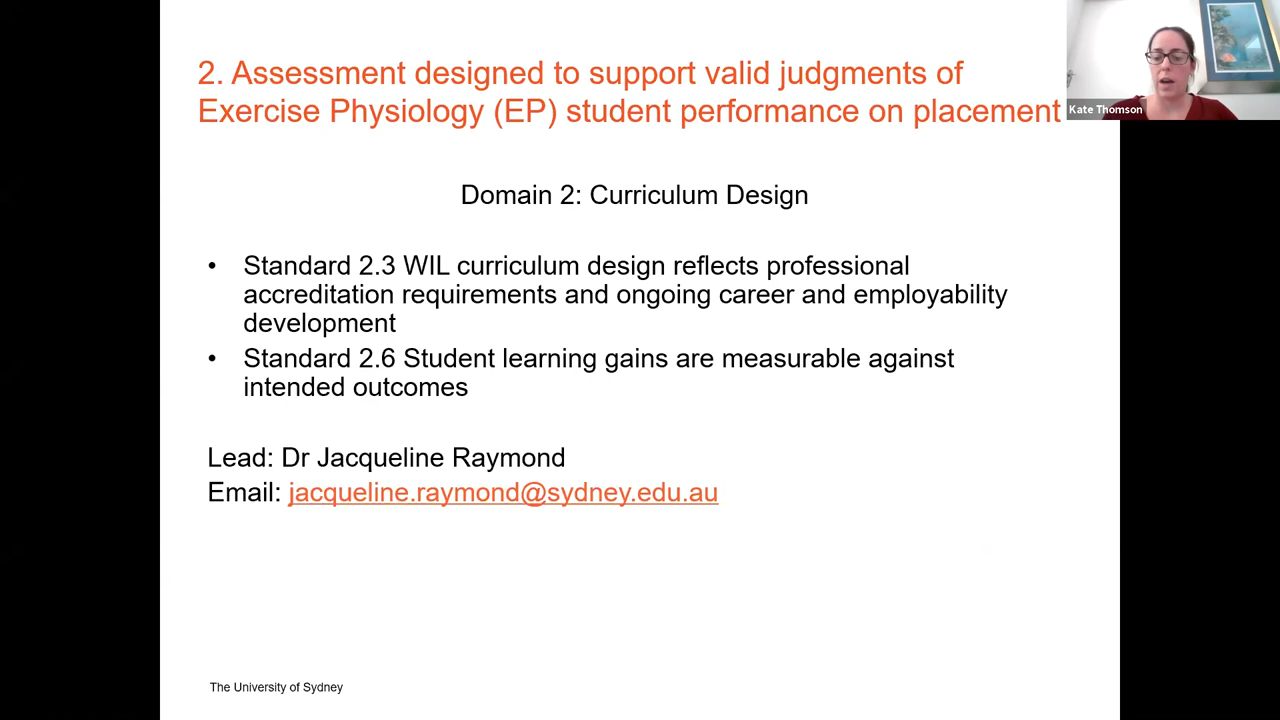 2. Assessment designed to support valid judgments of
Exercise Physiology (EP) student performance on placement
Kate Thomson
Domain 2: Curriculum Design
• Standard 2.3 WIL curriculum design reflects professional
accreditation requirements and ongoing career and employability
development
• Standard 2.6 Student learning gains are measurable against
intended outcomes
Lead: Dr Jacqueline Raymond
Email: jacqueline.raymond@sydney.edu.au
The University of Sydney